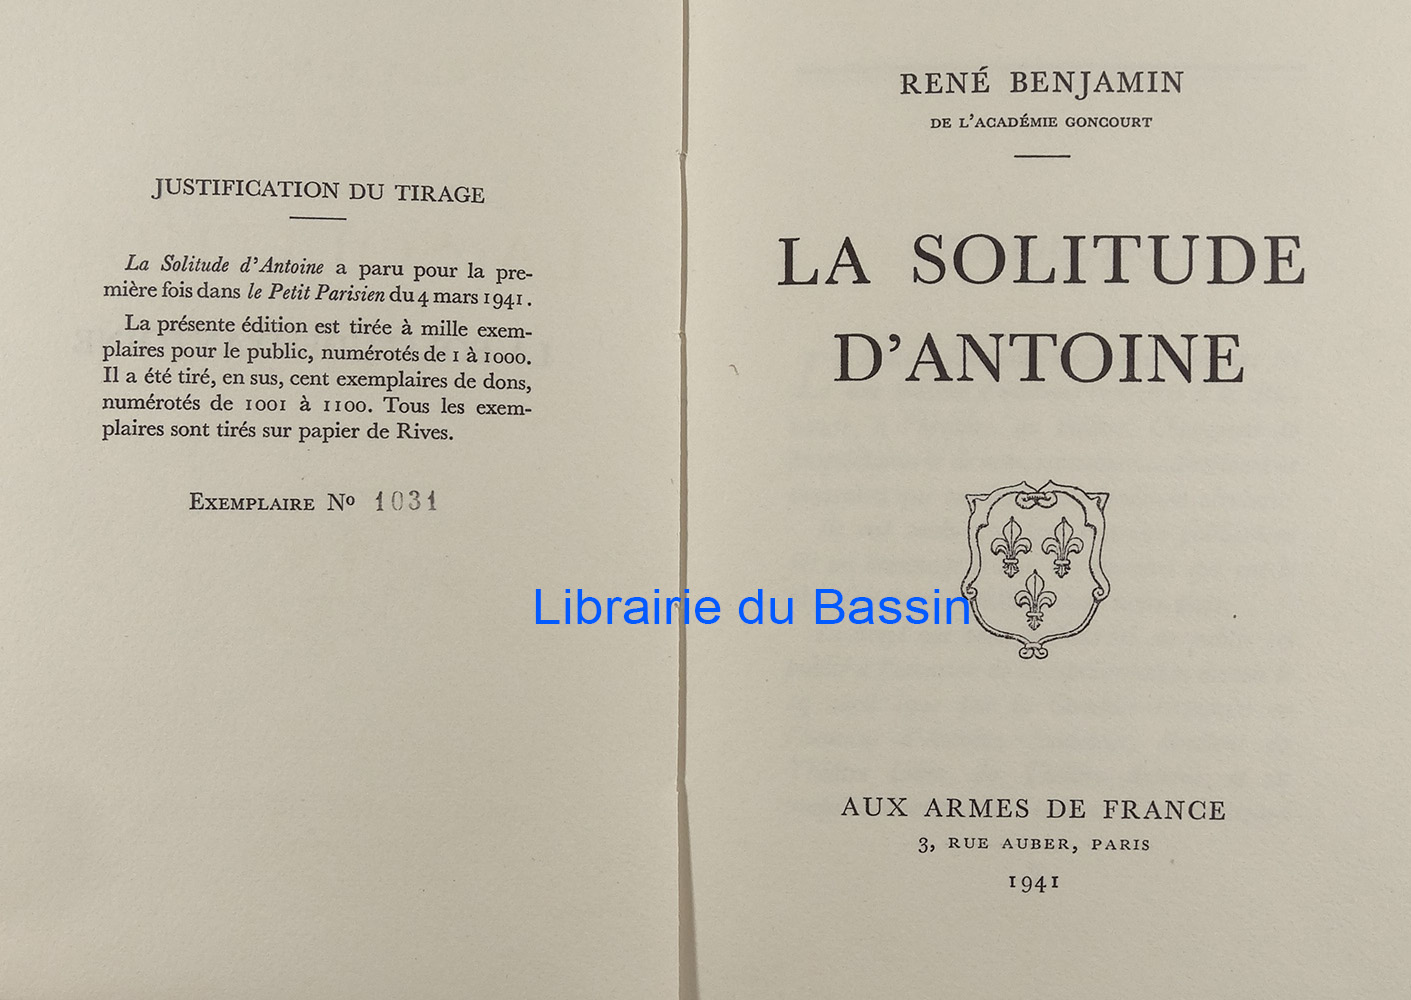 JUSTIFICATION DU TIRAGE
La Solitude d'Antoine a paru pour la pre-
mière fois dans le Petit Parisien du 4 mars 1941.
La présente édition est tirée à mille exem-
plaires pour le public, numérotés de 1 à 1000.
Il a été tiré, en sus, cent exemplaires de dons,
numérotés de 1001 à 1100. Tous les exem-
plaires sont tirés sur papier de Rives.
EXEMPLAIRE Nº 1031
RENÉ BENJAMIN
DE L'ACADÉMIE GONCOURT
LA SOLITUDE
D'ANTOINE
Librairie du Bassin
AUX ARMES DE FRANCE
3, RUE AUBER, PARIS
1941